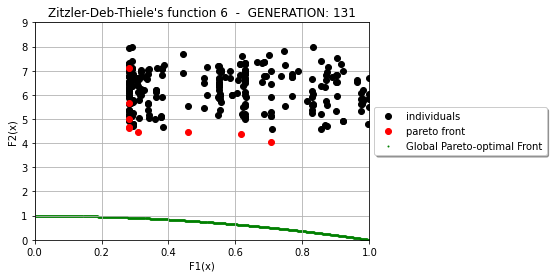 Zitzler-Deb-Thiele's function 6 - GENERATION: 131
9
8
7
6
5
4
3
2
1
0
F2(x)
0.0 0.2 0.4 0.6 0.8 1.0
F1(x)
individuals
pareto front
Global Pareto-optimal Front